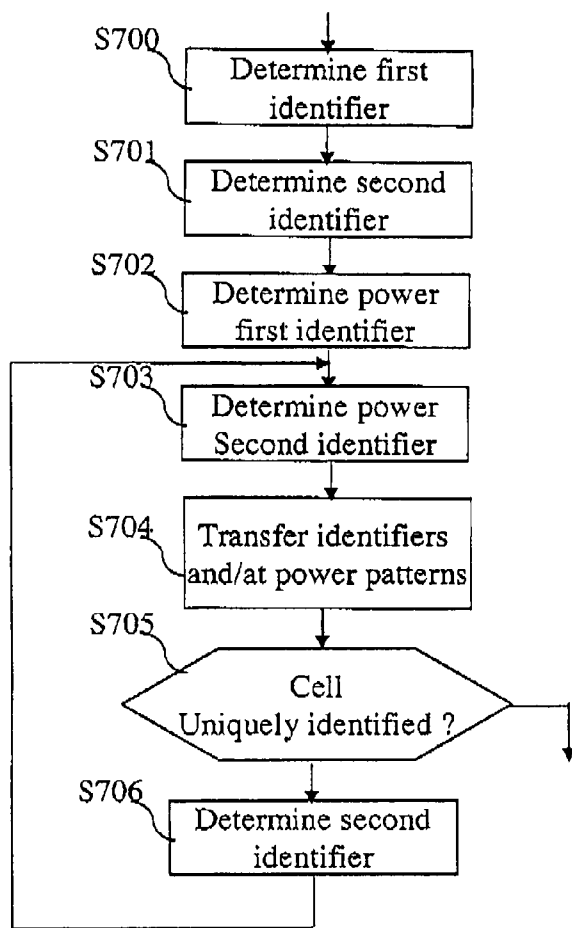 S700
Determine first
identifier
S701
Determine second
identifier
S702
Determine power
first identifier
S703
Determine power
Second identifier
S704
Transfer identifiers
and/at power patterns
S705
Cell
Uniquely identified ?
S706
Determine second
identifier